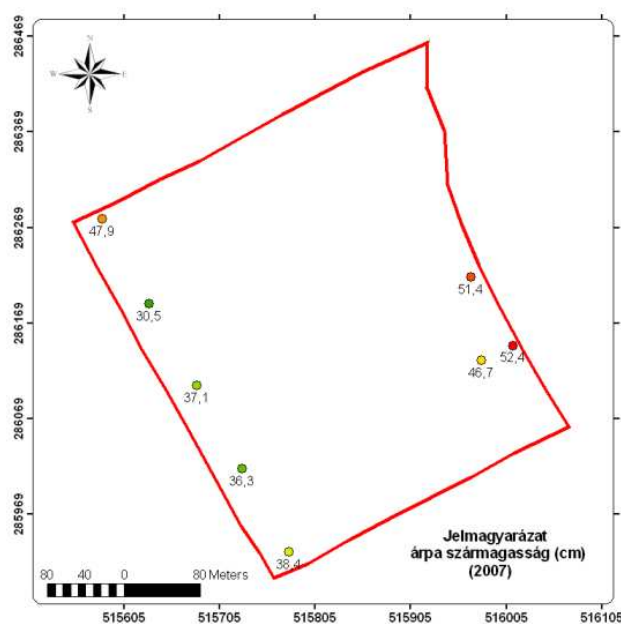 286469
N
W
E
S
286369
47,9
286269
51,4
30,5
286169
52,4
46,7
37,1
286069
36,3
285969
38,4
Jelmagyarázat
árpa szármagasság (cm)
(2007)
80 40 0 80 Meters
515605 515705 515805 515905 516005 516105